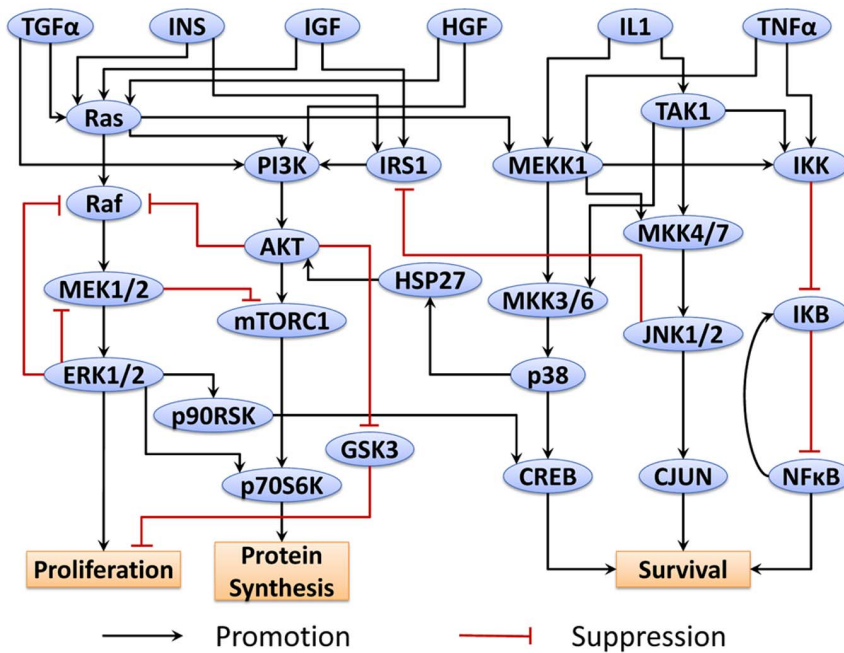 TGFα
INS
IGF
HGF
IL1
TNFα
Ras
TAK1
PI3K
IRS1
MEKK1
IKK
Raf
MKK4/7
AKT
HSP27
MEK1/2
MKK3/6
mTORC1
IKB
JNK1/2
ERK1/2
p38
p90RSK
GSK3
p70S6K
CREB
CJUN
NFκB
Proliferation
Protein
Synthesis
Survival
Promotion
Suppression